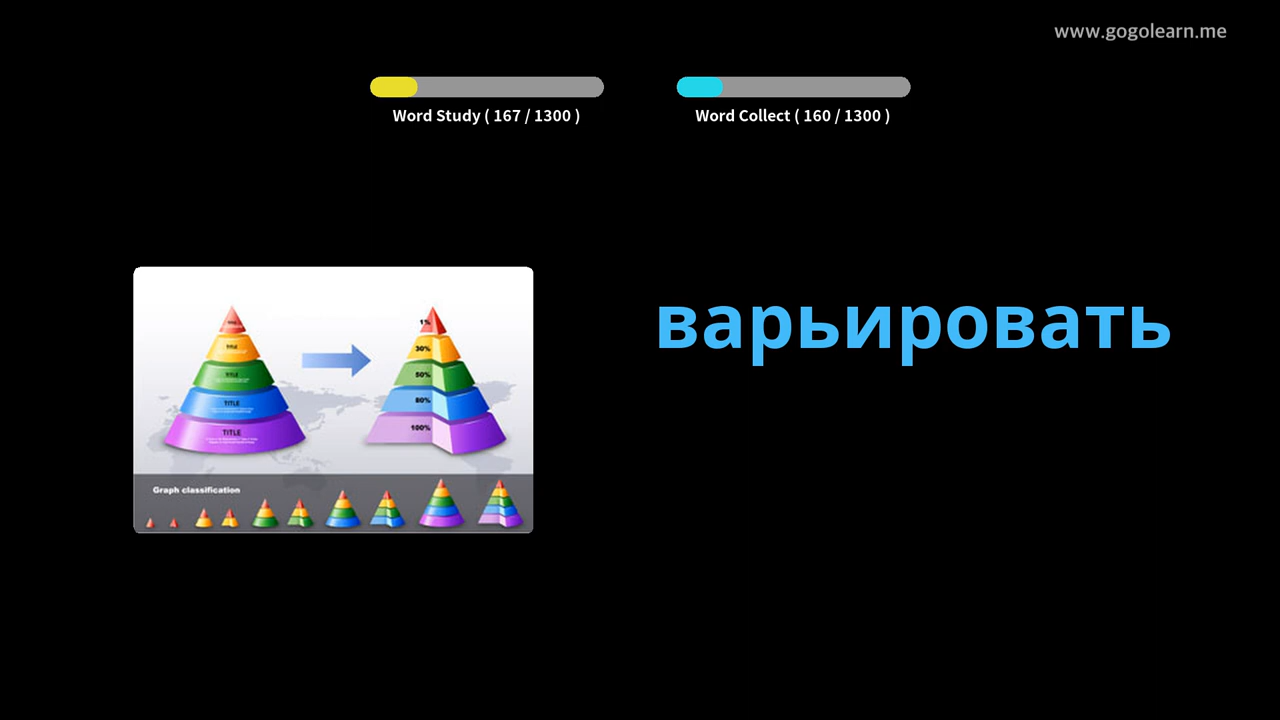 www.gogolearn.me
Word Study ( 167 / 1300 )
Word Collect ( 160 / 1300 )
варьировать
TITLE
TITLE
TITLE
TITLE
1%
30%
50%
80%
100%
Graph classification